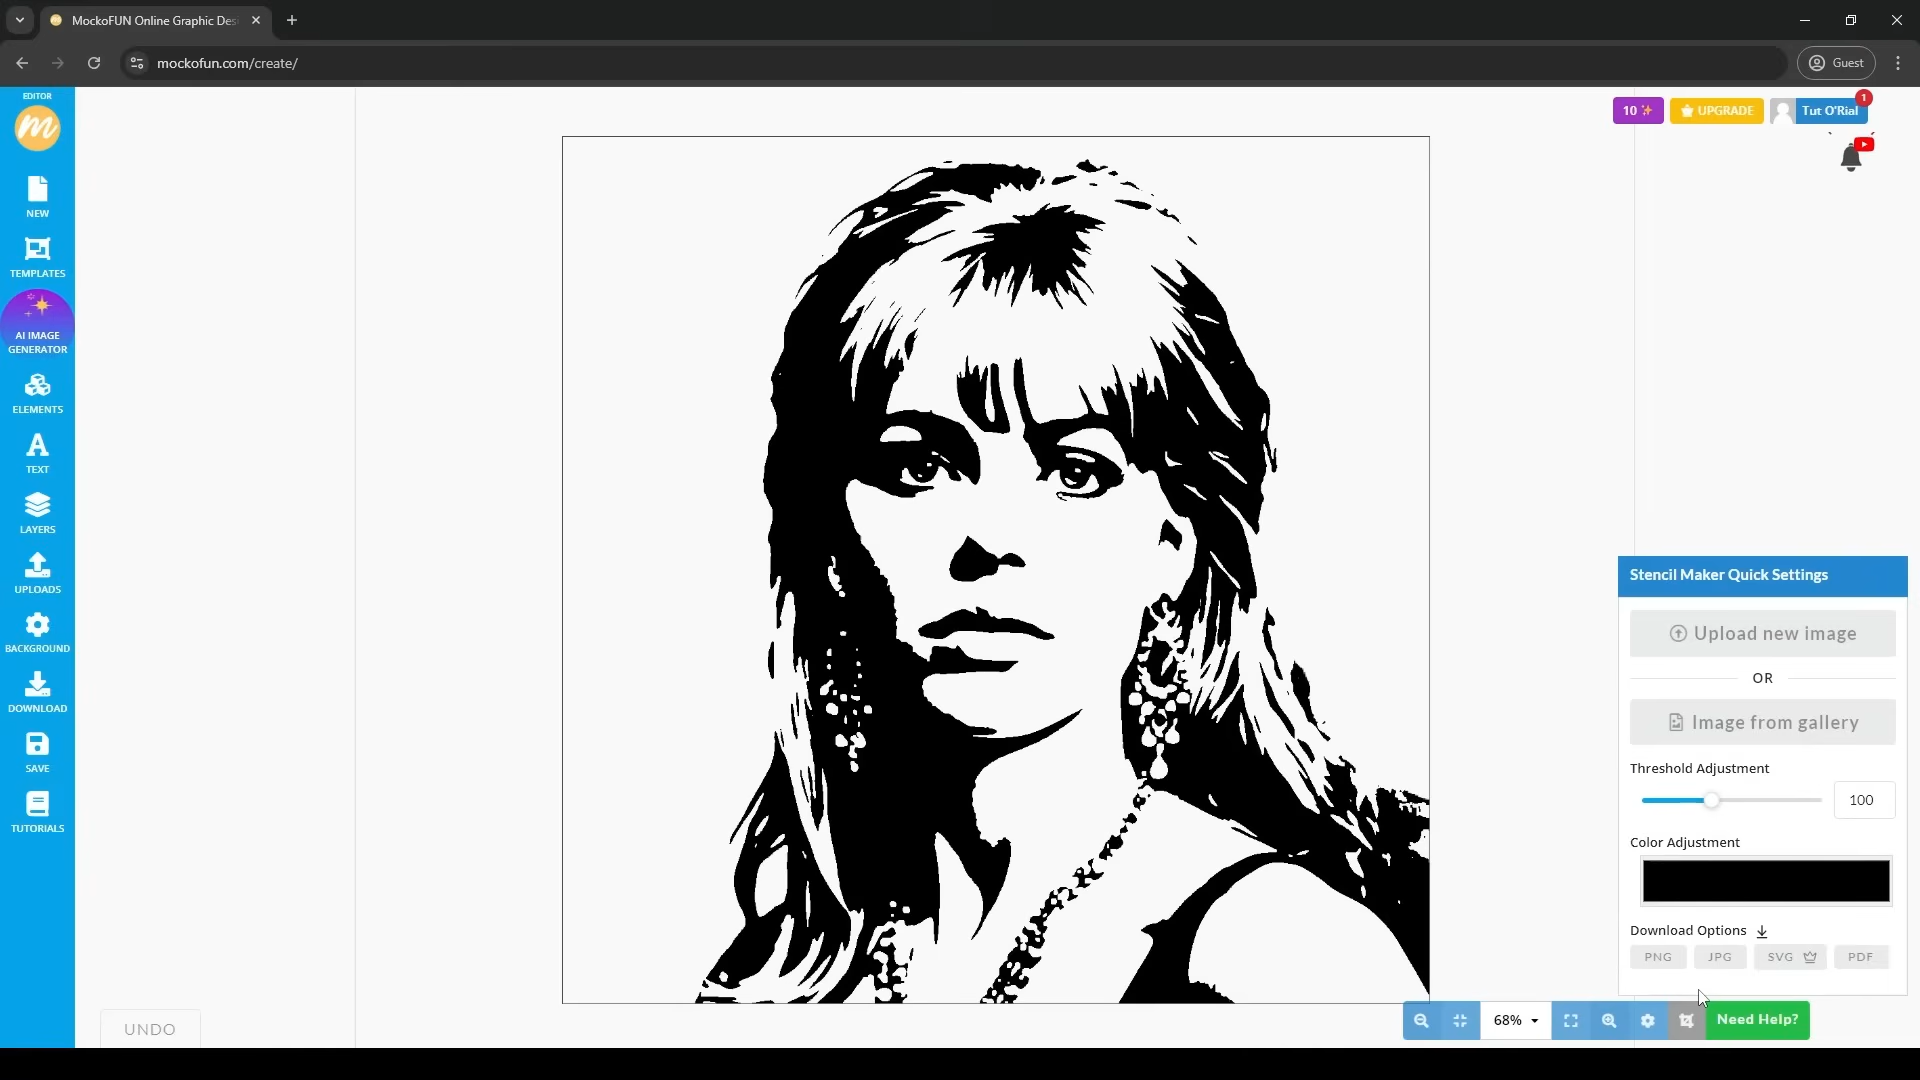 MockoFUN Online Graphic Des
mockofun.com/create/
Guest
EDITOR
m
NEW
TEMPLATES
AI IMAGE
GENERATOR
ELEMENTS
A
TEXT
LAYERS
UPLOADS
BACKGROUND
DOWNLOAD
SAVE
TUTORIALS
10
UPGRADE
Tut O'Rial
1
Stencil Maker Quick Settings
Upload new image
OR
Image from gallery
Threshold Adjustment
100
Color Adjustment
Download Options
PNG
JPG
SVG
PDF
UNDO
68%
Need Help?